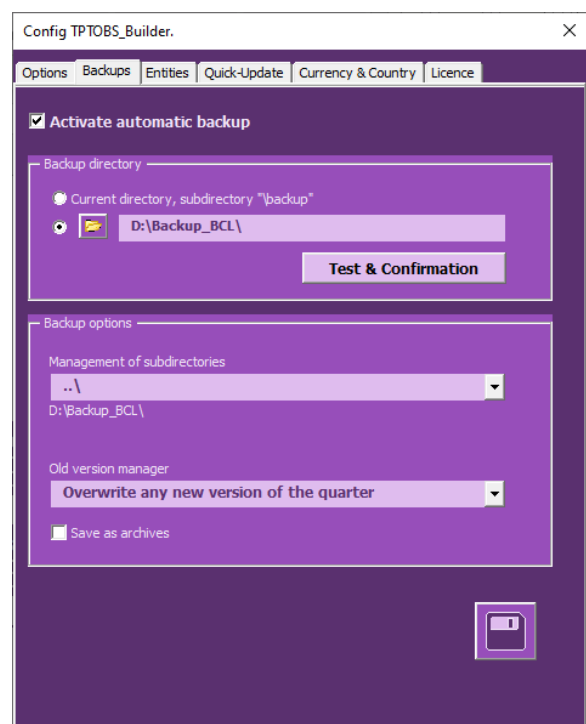 Config TPTOBS_Builder.
Options Backups Entities Quick-Update Currency & Country Licence
Activate automatic backup
Backup directory
Current directory, subdirectory "\backup"
D:\Backup_BCL\
Test & Confirmation
Backup options
Management of subdirectories
..\
D:\Backup_BCL\
Old version manager
Overwrite any new version of the quarter
Save as archives